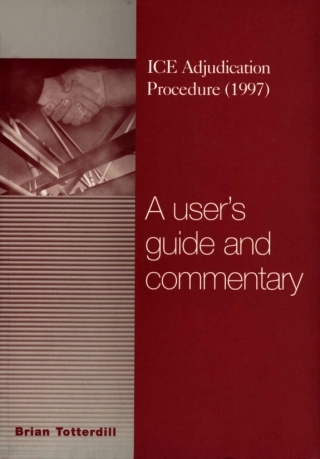 ICE Adjudication
Procedure (1997)
A user's
guide and
commentary
Brian Totterdill